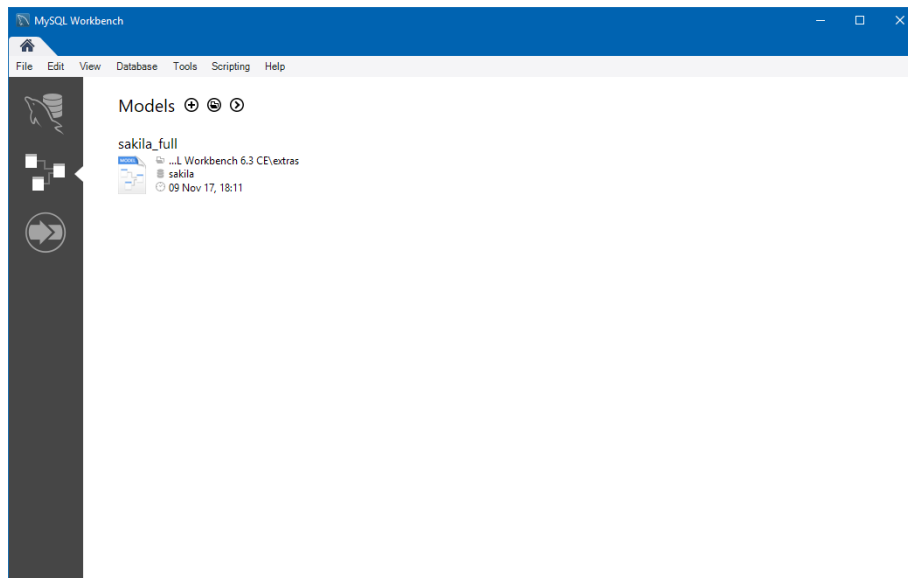 MySQL Workbench
File Edit View Database Tools Scripting Help
Models
sakila_full
MODEL
...L Workbench 6.3 CE\extras
sakila
09 Nov 17, 18:11